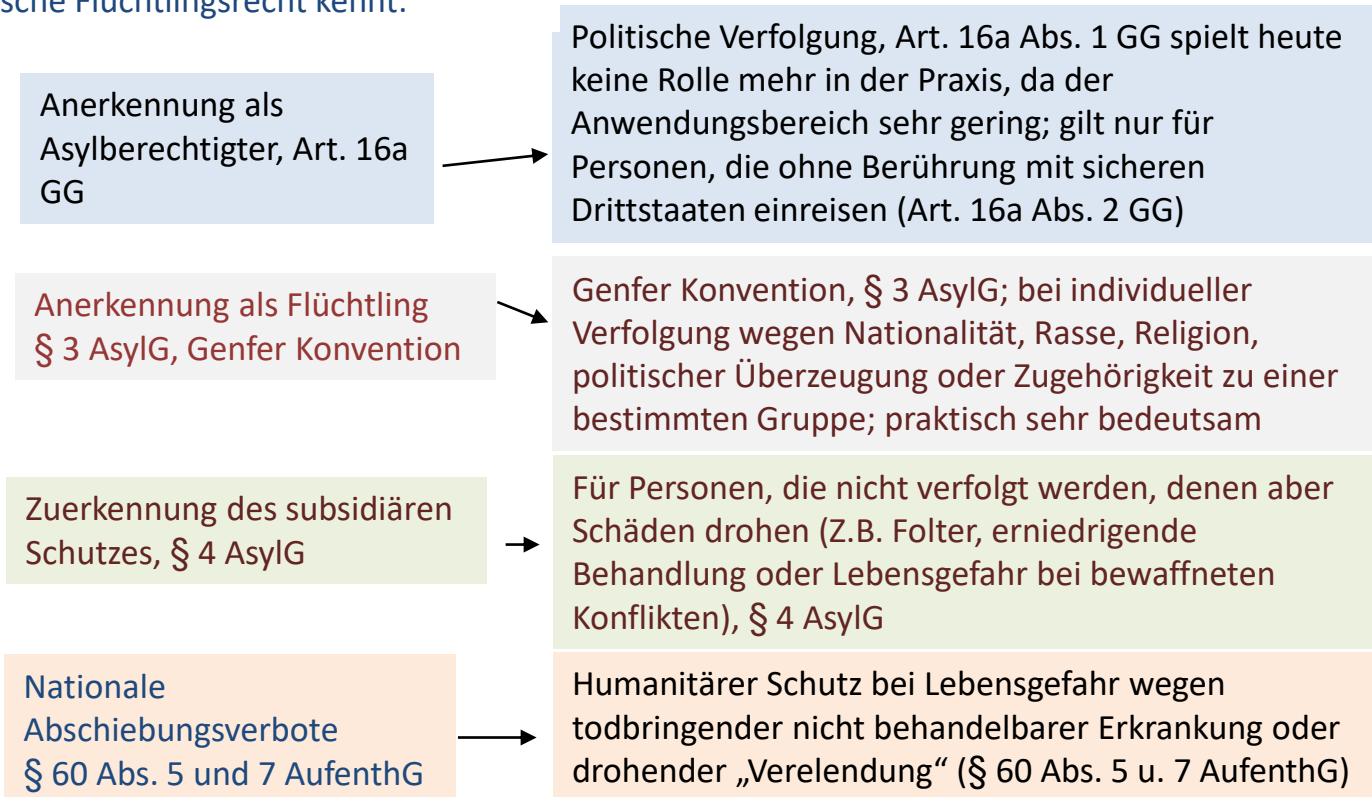 sche Flüchtlingsrecht kennt:
Anerkennung als
Asylberechtigter, Art. 16a
GG
Politische Verfolgung, Art. 16a Abs. 1 GG spielt heute
keine Rolle mehr in der Praxis, da der
Anwendungsbereich sehr gering; gilt nur für
Personen, die ohne Berührung mit sicheren
Drittstaaten einreisen (Art. 16a Abs. 2 GG)
Anerkennung als Flüchtling
§ 3 AsylG, Genfer Konvention
Genfer Konvention, § 3 AsylG; bei individueller
Verfolgung wegen Nationalität, Rasse, Religion,
politischer Überzeugung oder Zugehörigkeit zu einer
bestimmten Gruppe; praktisch sehr bedeutsam
Zuerkennung des subsidiären
Schutzes, § 4 AsylG
Für Personen, die nicht verfolgt werden, denen aber
Schäden drohen (Z.B. Folter, erniedrigende
Behandlung oder Lebensgefahr bei bewaffneten
Konflikten), § 4 AsylG
Nationale
Abschiebungsverbote
§ 60 Abs. 5 und 7 AufenthG
Humanitärer Schutz bei Lebensgefahr wegen
todbringender nicht behandelbarer Erkrankung oder
drohender „Verelendung“ (§ 60 Abs. 5 u. 7 AufenthG)